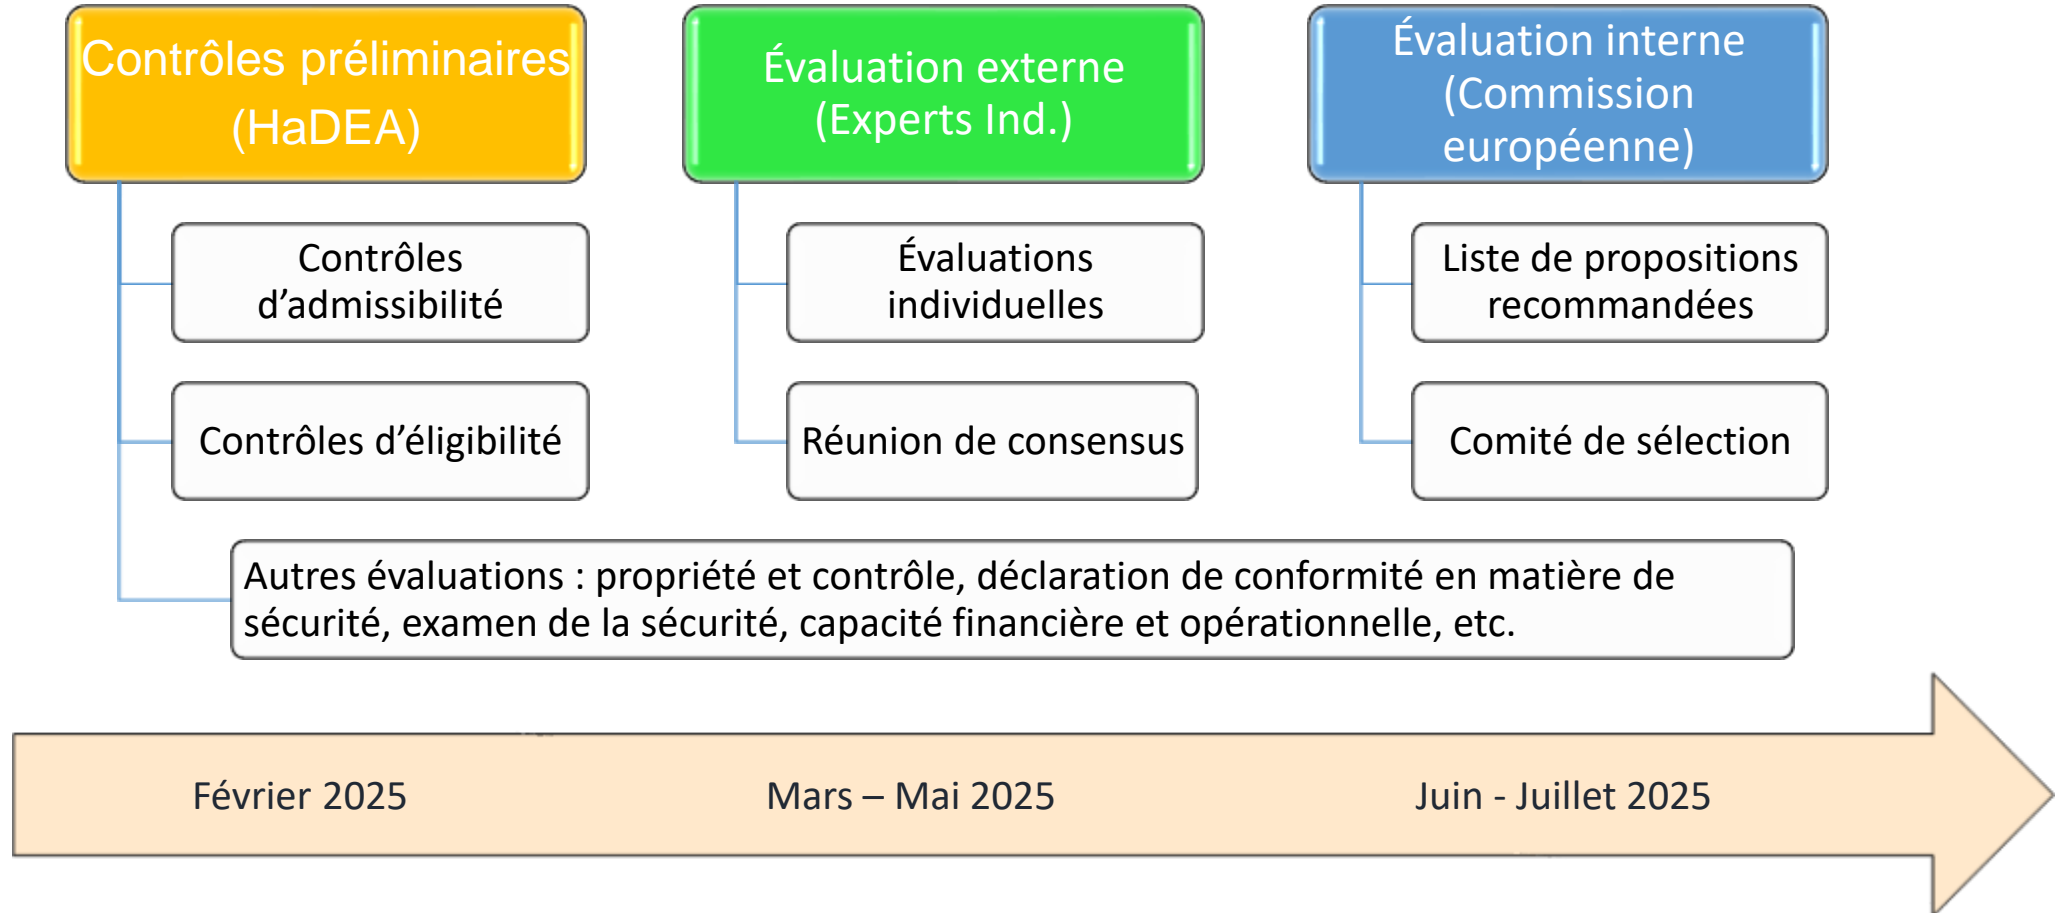 Contrôles préliminaires
(HaDEA)
Contrôles
d’admissibilité
Contrôles d’éligibilité
Évaluation externe
(Experts Ind.)
Évaluations
individuelles
Réunion de consensus
Évaluation interne
(Commission
européenne)
Liste de propositions
recommandées
Comité de sélection
Autres évaluations : propriété et contrôle, déclaration de conformité en matière de
sécurité, examen de la sécurité, capacité financière et opérationnelle, etc.
Février 2025
Mars – Mai 2025
Juin - Juillet 2025